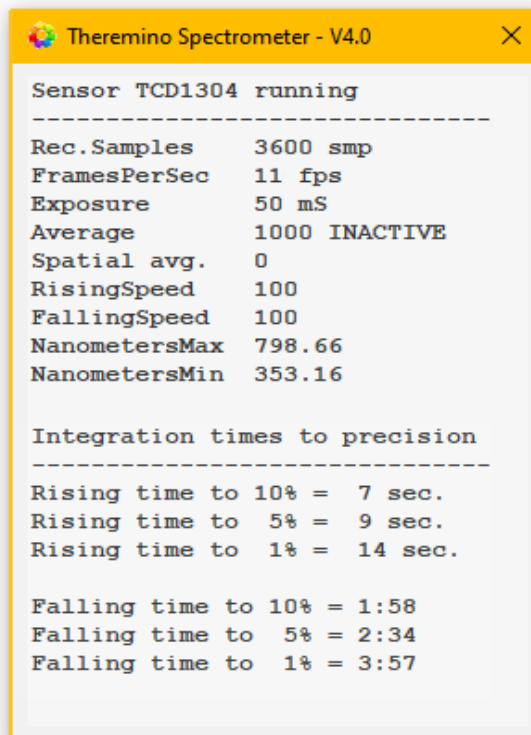 Theremino Spectrometer - V4.0
Sensor TCD1304 running
-------------------------------
Rec.Samples    3600 smp
FramesPerSec   11 fps
Exposure       50 mS
Average        1000 INACTIVE
Spatial avg.   0
RisingSpeed    100
FallingSpeed   100
NanometersMax  798.66
NanometersMin  353.16
Integration times to precision
-------------------------------
Rising time to 10% =  7 sec.
Rising time to  5% =  9 sec.
Rising time to  1% =  14 sec.
Falling time to 10% = 1:58
Falling time to  5% = 2:34
Falling time to  1% = 3:57